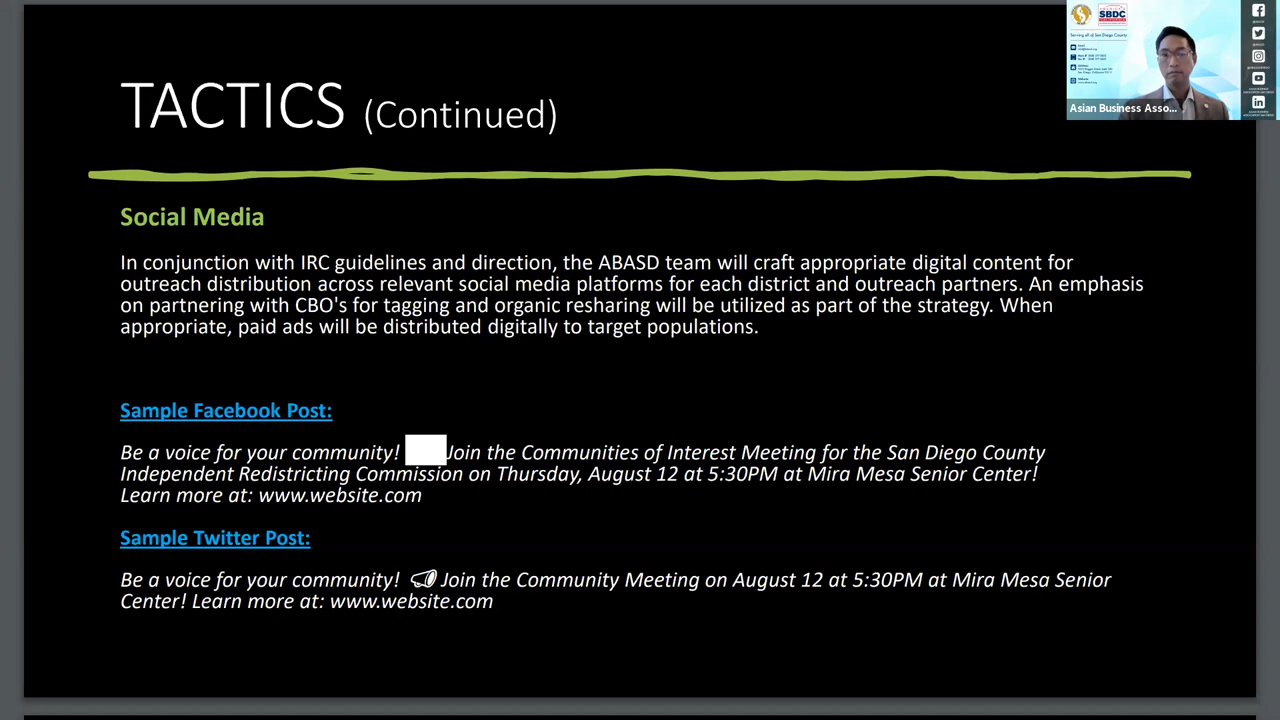 TACTICS (Continued)
SBDC
Serving all of San Diego County
Asian Business Asso...
Social Media
In conjunction with IRC guidelines and direction, the ABASD team will craft appropriate digital content for
outreach distribution across relevant social media platforms for each district and outreach partners. An emphasis
on partnering with CBO's for tagging and organic resharing will be utilized as part of the strategy. When
appropriate, paid ads will be distributed digitally to target populations.
Sample Facebook Post:
Be a voice for your community! Join the Communities of Interest Meeting for the San Diego County
Independent Redistricting Commission on Thursday, August 12 at 5:30PM at Mira Mesa Senior Center!
Learn more at: www.website.com
Sample Twitter Post:
Be a voice for your community! Join the Community Meeting on August 12 at 5:30PM at Mira Mesa Senior
Center! Learn more at: www.website.com